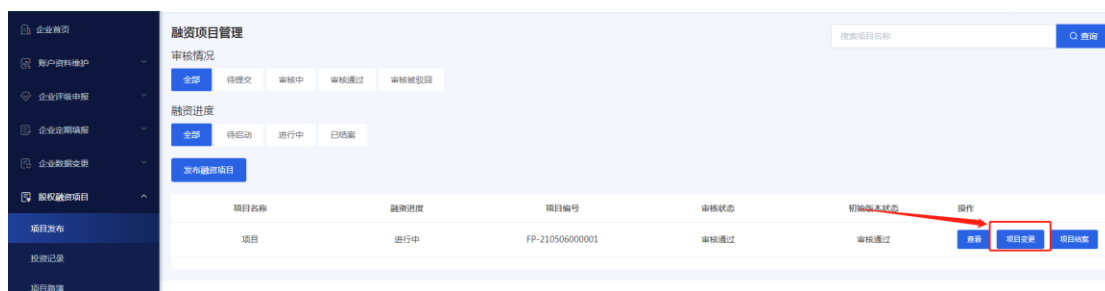 企业首页
账户资料维护
企业评级申报
企业定期填报
企业数据变更
股权融资项目
项目发布
投资记录
项目路演
融资项目管理
搜索项目名称
查询
审核情况
全部 待提交 审核中 审核通过 审核被驳回
融资进度
全部 待启动 进行中 已结案
发布融资项目
项目名称 融资进度 项目编号 审核状态 初始版本状态 操作
项目 进行中 FP-210506000001 审核通过 审核通过 查看 项目变更 项目结案